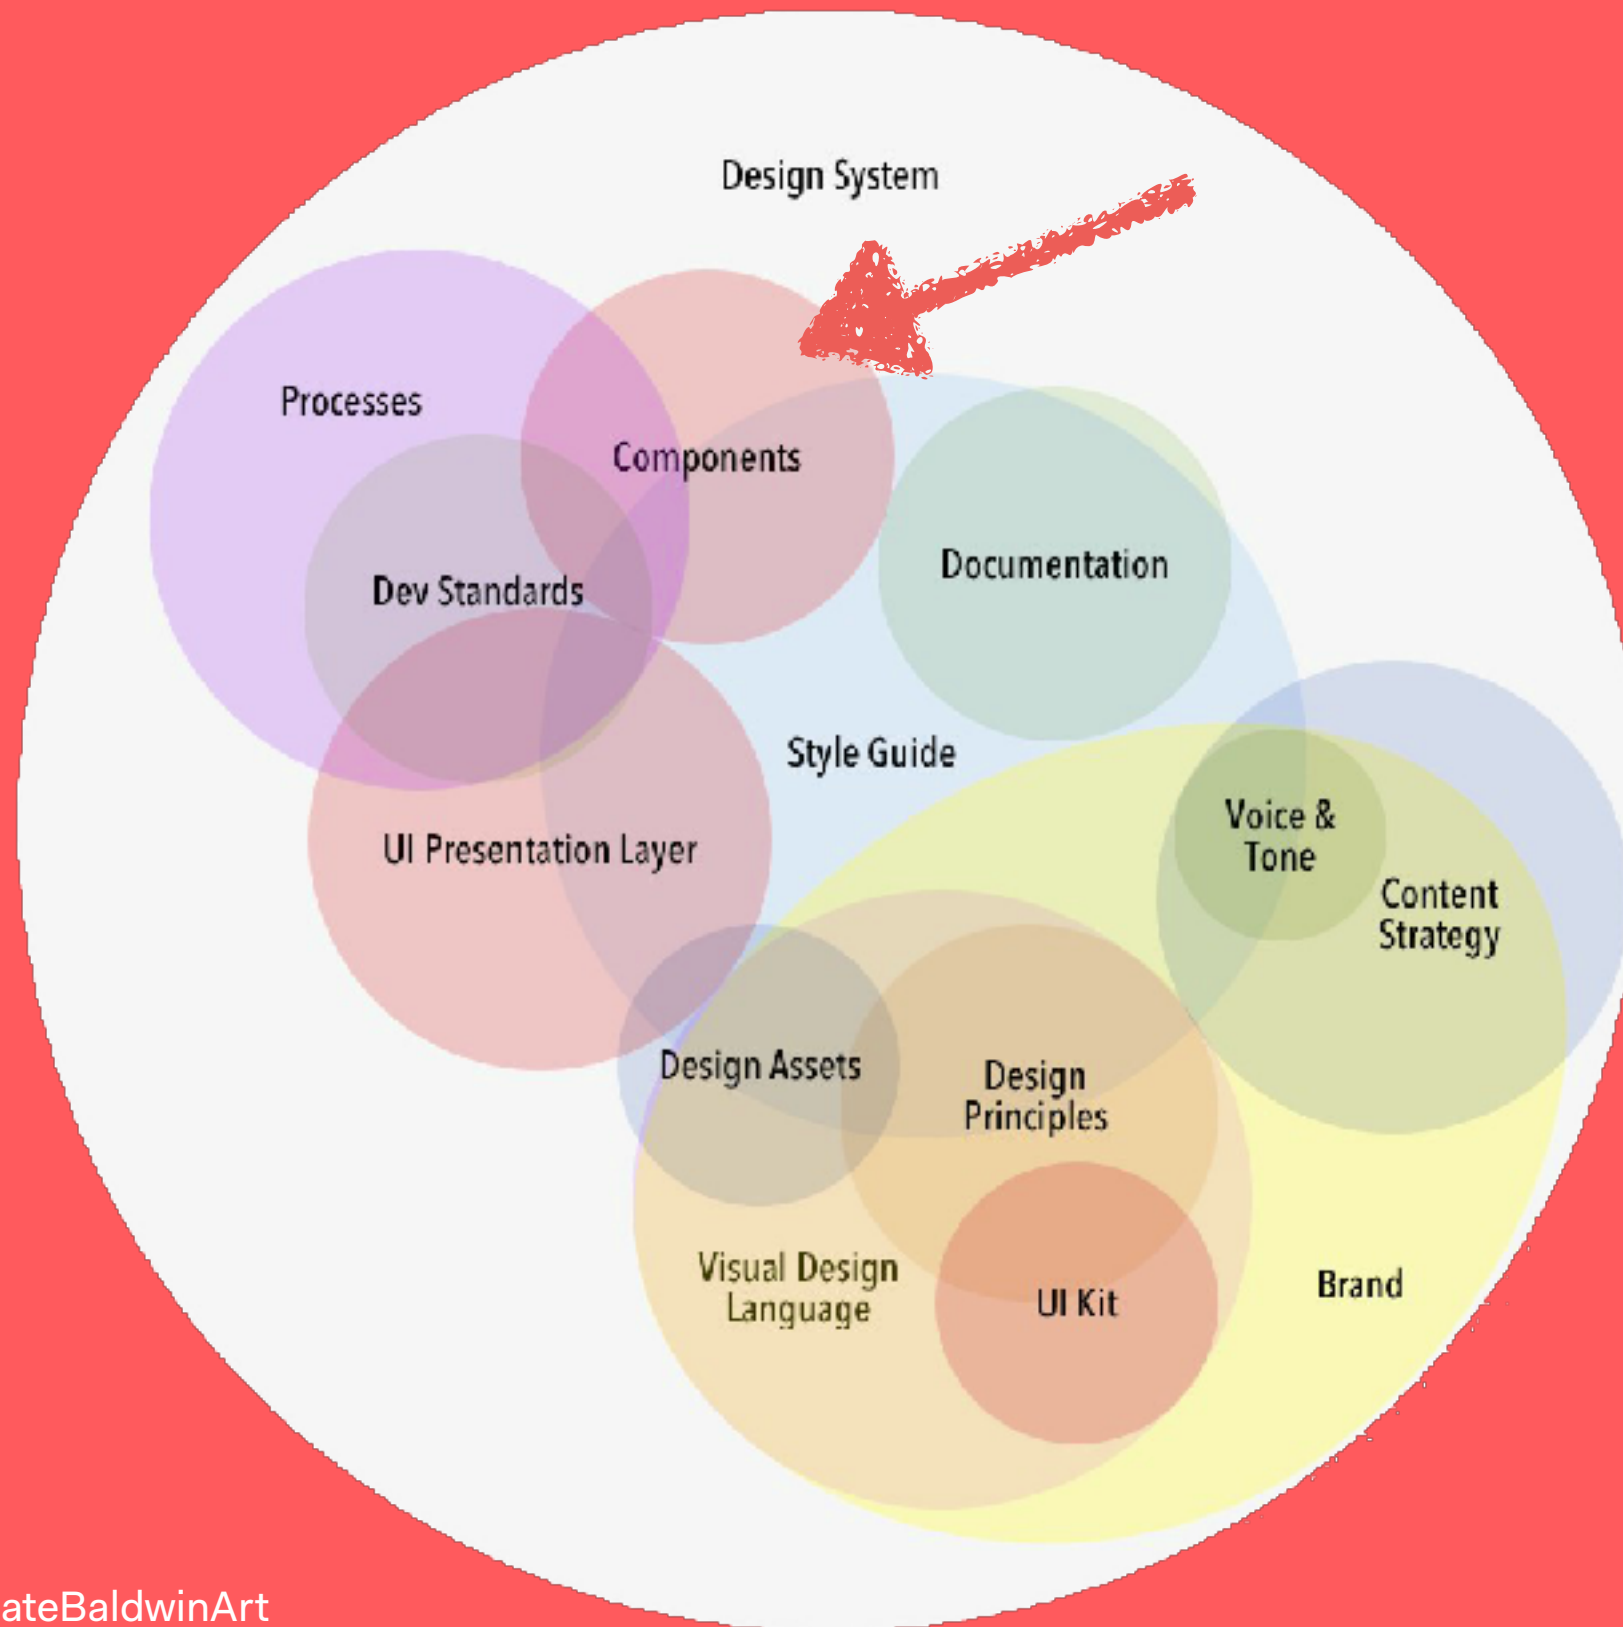 Design System
Processes
Components
Documentation
Dev Standards
Style Guide
Voice &
Tone
UI Presentation Layer
Content
Strategy
Design Assets
Design
Principles
Visual Design
Language
UI Kit
Brand
ateBaldwinArt